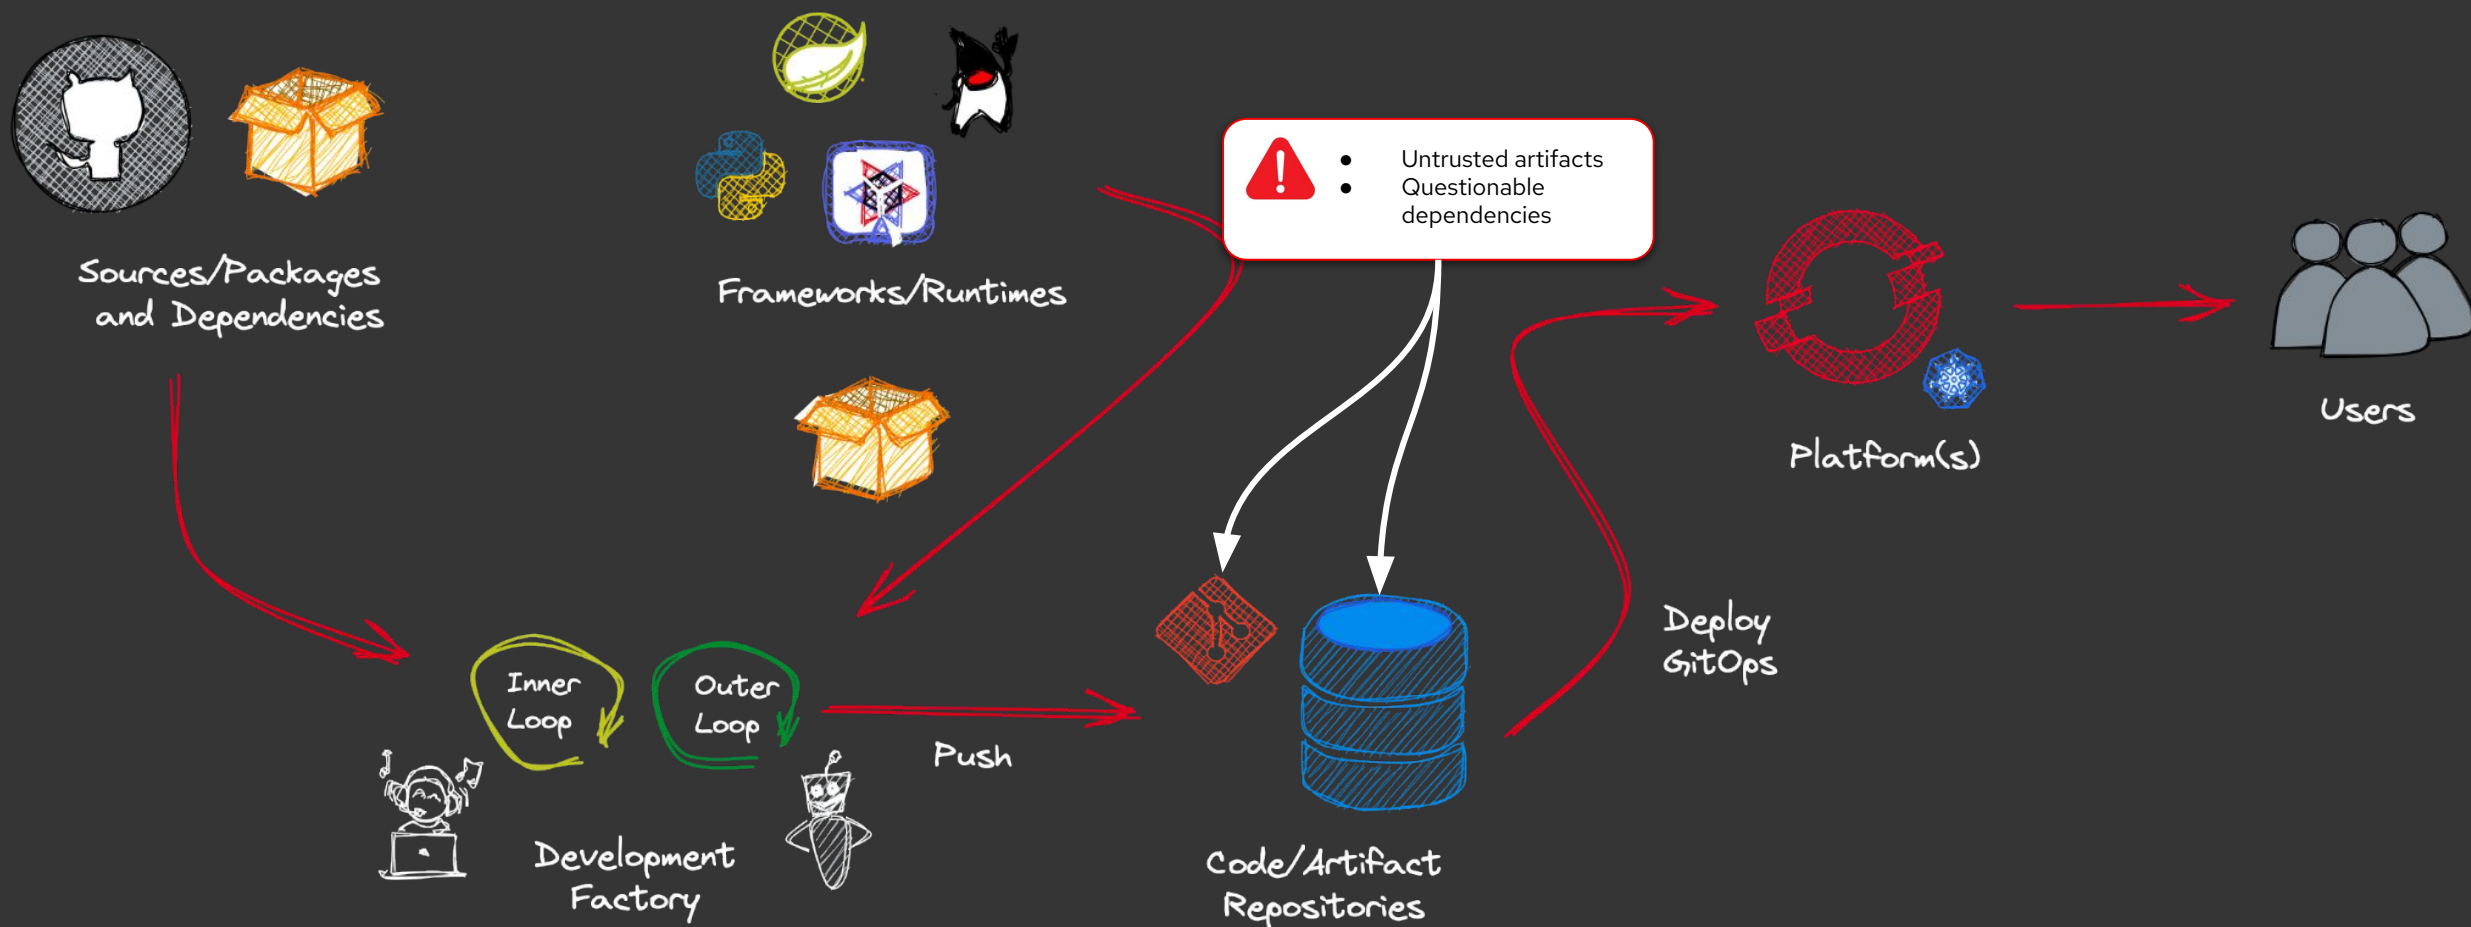 Untrusted artifacts
Questionable
dependencies
Sources/Packages
and Dependencies
Frameworks/Runtimes
Users
Platform(s)
Deploy
GitOps
Inner
Loop
Outer
Loop
Push
Development
Factory
Code/Artifact
Repositories